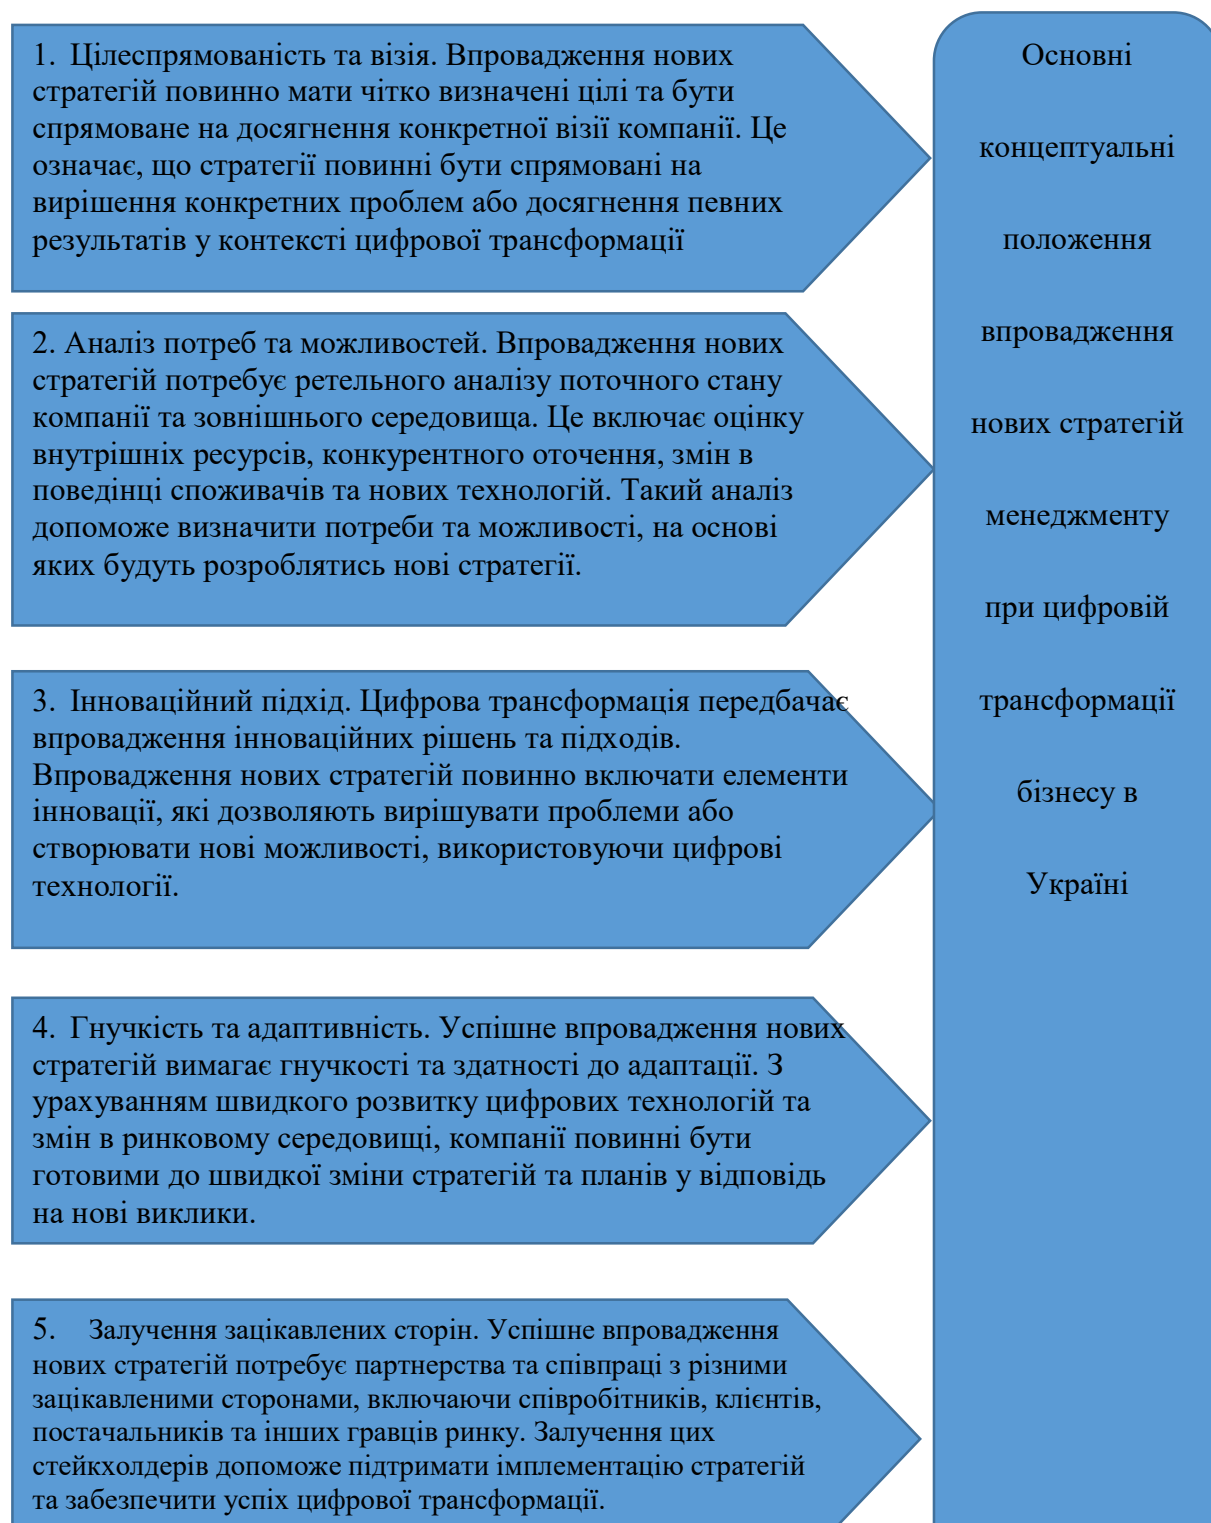 1. Цілеспрямованість та візія. Впровадження нових
стратегій повинно мати чітко визначені цілі та бути
спрямоване на досягнення конкретної візії компанії. Це
означає, що стратегії повинні бути спрямовані на
вирішення конкретних проблем або досягнення певних
результатів у контексті цифрової трансформації
2. Аналіз потреб та можливостей. Впровадження нових
стратегій потребує ретельного аналізу поточного стану
компанії та зовнішнього середовища. Це включає оцінку
внутрішніх ресурсів, конкурентного оточення, змін в
поведінці споживачів та нових технологій. Такий аналіз
допоможе визначити потреби та можливості, на основі
яких будуть розроблятись нові стратегії.
3. Інноваційний підхід. Цифрова трансформація передбачає
впровадження інноваційних рішень та підходів.
Впровадження нових стратегій повинно включати елементи
інновації, які дозволяють вирішувати проблеми або
створювати нові можливості, використовуючи цифрові
технології.
4. Гнучкість та адаптивність. Успішне впровадження нових
стратегій вимагає гнучкості та здатності до адаптації. З
урахуванням швидкого розвитку цифрових технологій та
змін в ринковому середовищі, компанії повинні бути
готовими до швидкої зміни стратегій та планів у відповідь
на нові виклики.
5. Залучення зацікавлених сторін. Успішне впровадження
нових стратегій потребує партнерства та співпраці з різними
зацікавленими сторонами, включаючи співробітників, клієнтів,
постачальників та інших гравців ринку. Залучення цих
стейкхолдерів допоможе підтримати імплементацію стратегій
та забезпечити успіх цифрової трансформації.
Основні
концептуальні
положення
впровадження
нових стратегій
менеджменту
при цифровій
трансформації
бізнесу в
Україні